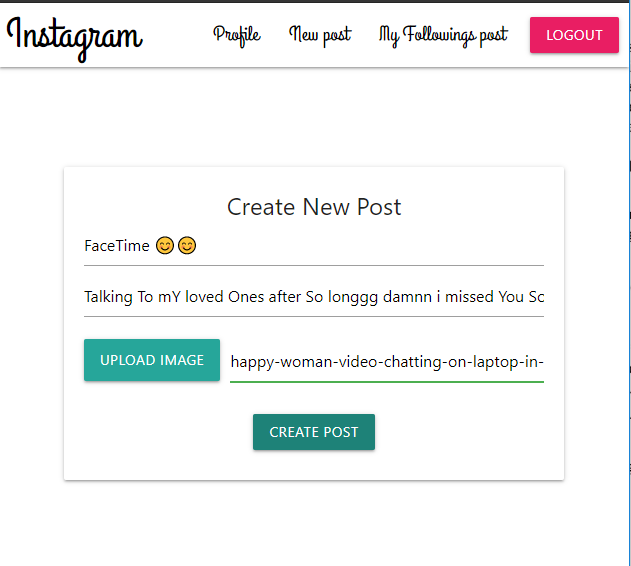 Instagram Profile New post My Followings post LOGOUT
Create New Post
FaceTime 😊😊
Talking To mY loved Ones after So longgg damnn i missed You So
UPLOAD IMAGE happy-woman-video-chatting-on-laptop-in-
CREATE POST